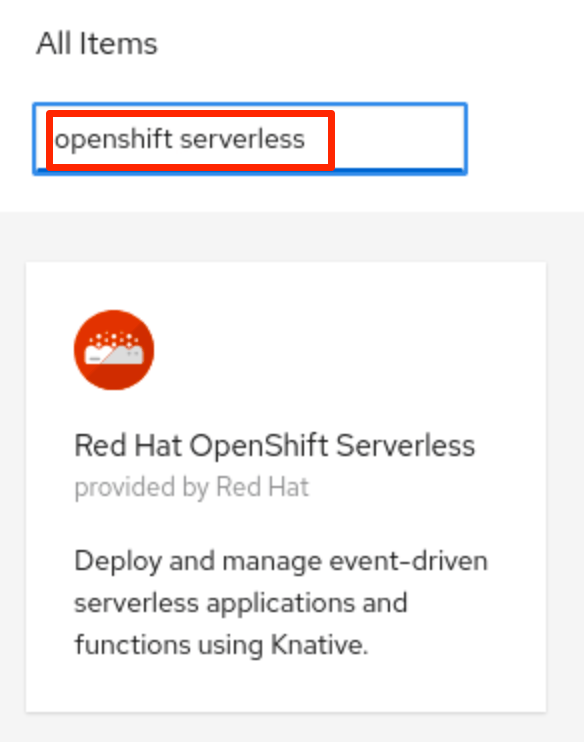 All Items
openshift serverless
Red Hat OpenShift Serverless
provided by Red Hat
Deploy and manage event-driven
serverless applications and
functions using Knative.